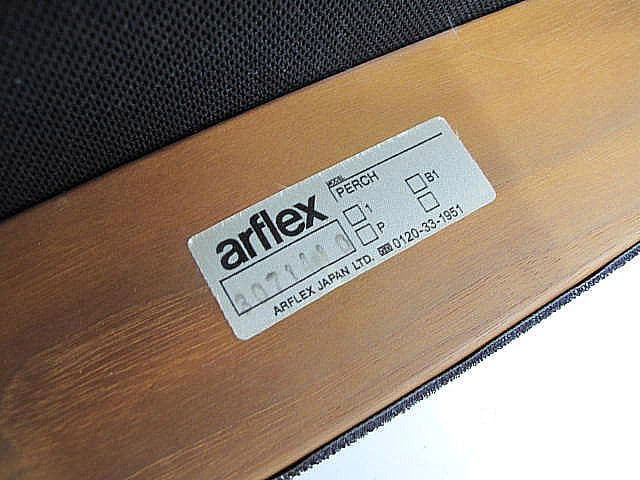 arflex
MODEL
PERCH
1
B1
P
ARFLEX JAPAN LTD. 0120-33-1951